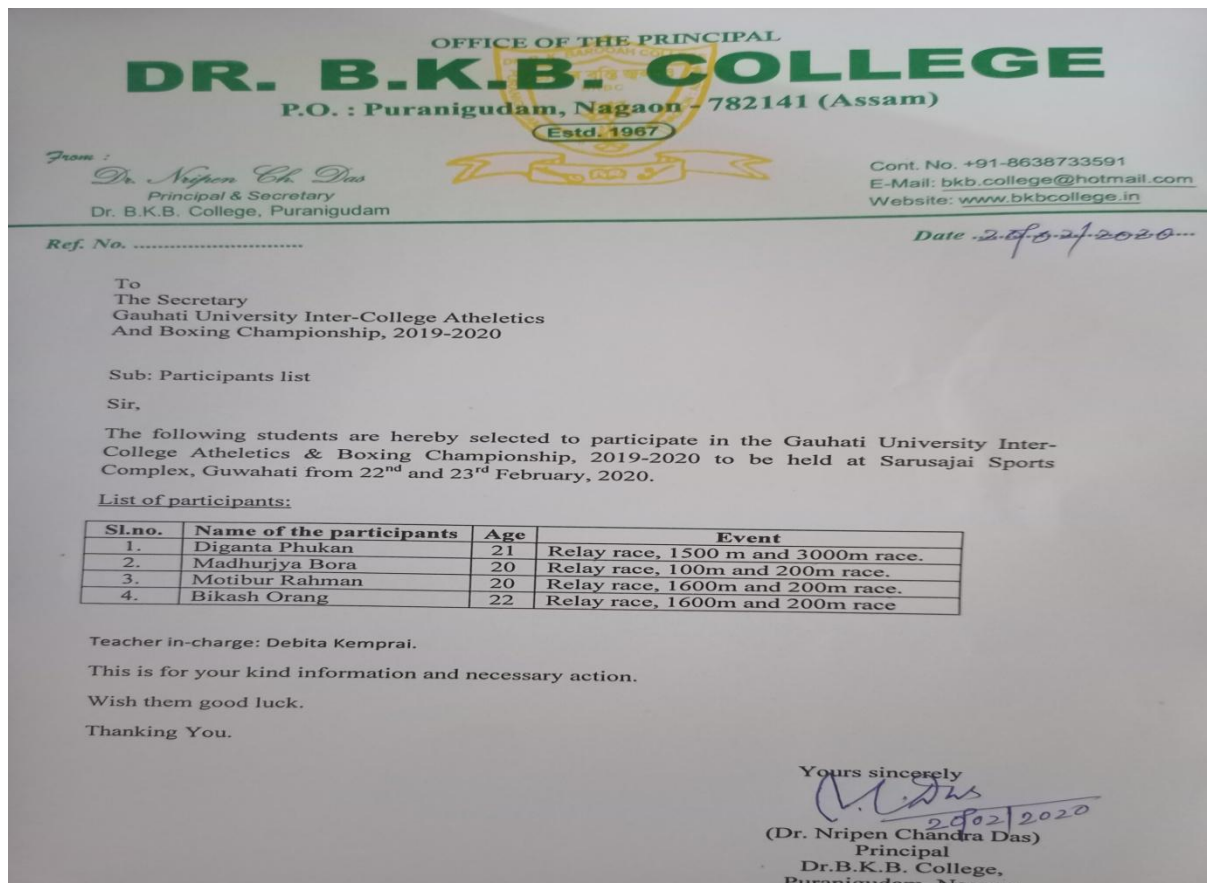 OFFICE OF THE PRINCIPAL
DR. B.K.B. COLLEGE
P.O. : Puranigudam, Nagaon - 782141 (Assam)
Estd. 1967
From :
Dr. Nripen Ch. Das
Principal & Secretary
Dr. B.K.B. College, Puranigudam
Cont. No. +91-8638733591
E-Mail: bkb.college@hotmail.com
Website: www.bkbcollege.in
Ref. No. ............................
Date 20/02/2020
To
The Secretary
Gauhati University Inter-College Atheletics
And Boxing Championship, 2019-2020
Sub: Participants list
Sir,
The following students are hereby selected to participate in the Gauhati University Inter-
College Atheletics & Boxing Championship, 2019-2020 to be held at Sarusajai Sports
Complex, Guwahati from 22nd and 23rd February, 2020.
List of participants:
Sl.no. Name of the participants Age Event
1. Diganta Phukan 21 Relay race, 1500 m and 3000m race.
2. Madhurjya Bora 20 Relay race, 100m and 200m race.
3. Motibur Rahman 20 Relay race, 1600m and 200m race.
4. Bikash Orang 22 Relay race, 1600m and 200m race
Teacher in-charge: Debita Kemprai.
This is for your kind information and necessary action.
Wish them good luck.
Thanking You.
Yours sincerely
N.C. Das
20/02/2020
(Dr. Nripen Chandra Das)
Principal
Dr.B.K.B. College,
Puranigudam,